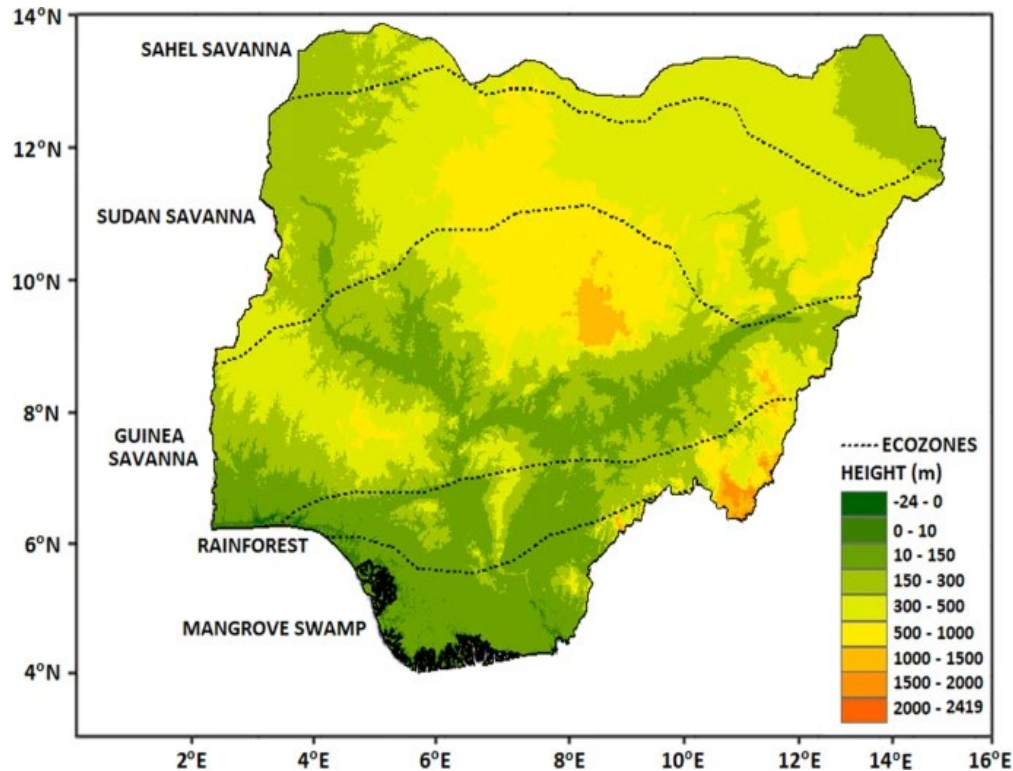 14°N
SAHEL SAVANNA
12°N
SUDAN SAVANNA
10°N
8°N
GUINEA
SAVANNA
6°N
RAINFOREST
MANGROVE SWAMP
4°N
ECOZONES
HEIGHT (m)
-24 - 0
0 - 10
10 - 150
150 - 300
300 - 500
500 - 1000
1000 - 1500
1500 - 2000
2000 - 2419
2°E 4°E 6°E 8°E 10°E 12°E 14°E 16°E